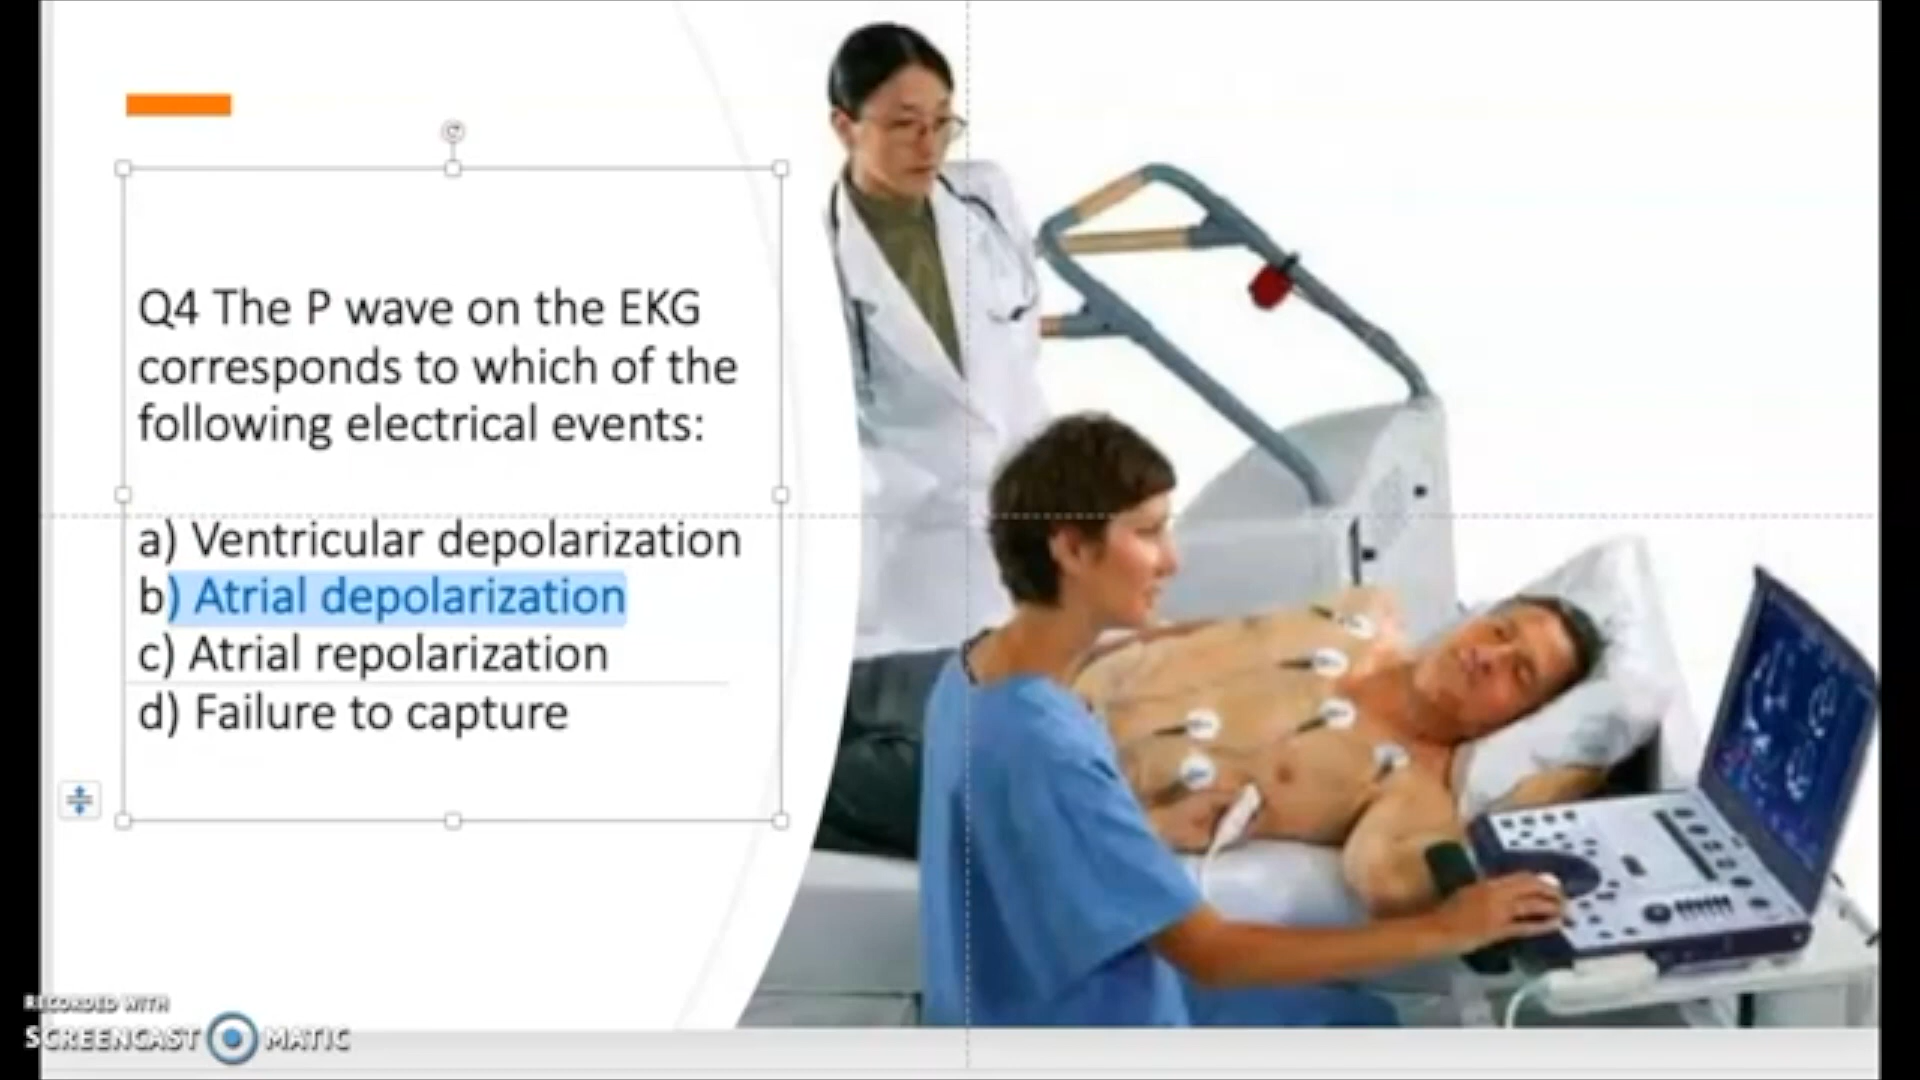 Q4 The P wave on the EKG
corresponds to which of the
following electrical events:
a) Ventricular depolarization
b) Atrial depolarization
c) Atrial repolarization
d) Failure to capture
RECORDED WITH
SCREENCAST MATIC